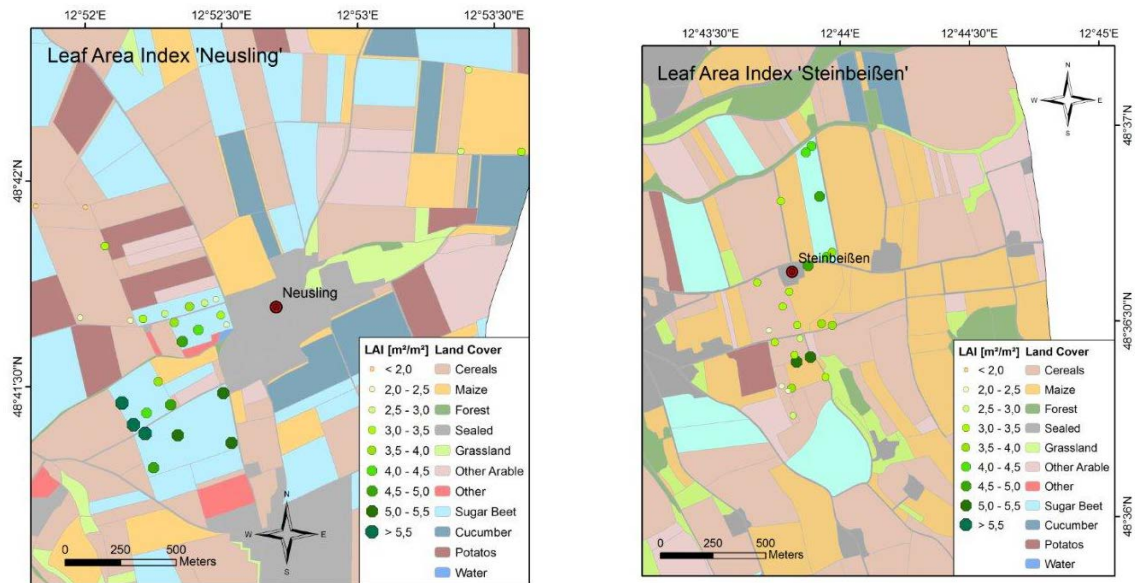 12°52'E 12°52'30"E 12°53'30"E
Leaf Area Index 'Neusling'
48°42'N
Neusling
48°41'30"N
LAI [m²/m²] Land Cover
< 2,0 Cereals
2,0 - 2,5 Maize
2,5 - 3,0 Forest
3,0 - 3,5 Sealed
3,5 - 4,0 Grassland
4,0 - 4,5 Other Arable
4,5 - 5,0 Other
5,0 - 5,5 Sugar Beet
> 5,5 Cucumber
Potatos
Water
N
W E
S
0 250 500
Meters
12°43'30"E 12°44'E 12°44'30"E 12°45'E
Leaf Area Index 'Steinbeißen'
N
W E
S
48°37'N
Steinbeißen
48°36'30"N
LAI [m²/m²] Land Cover
< 2,0 Cereals
2,0 - 2,5 Maize
2,5 - 3,0 Forest
3,0 - 3,5 Sealed
3,5 - 4,0 Grassland
4,0 - 4,5 Other Arable
4,5 - 5,0 Other
5,0 - 5,5 Sugar Beet
> 5,5 Cucumber
Potatos
Water
48°36'N
0 250 500
Meters